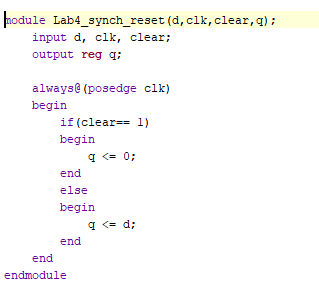 module Lab4_synch_reset(d,clk,clear,q);
    input d, clk, clear;
    output reg q;

    always@(posedge clk)
    begin
        if(clear== 1)
        begin
            q <= 0;
        end
        else
        begin
            q <= d;
        end
    end
endmodule